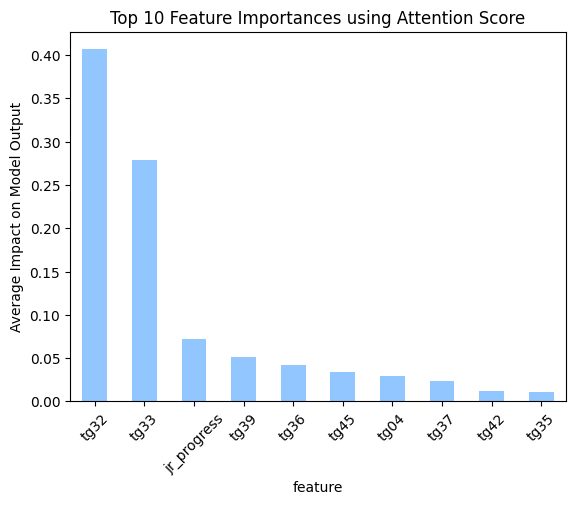 Top 10 Feature Importances using Attention Score
Average Impact on Model Output
0.40
0.35
0.30
0.25
0.20
0.15
0.10
0.05
0.00
tg32
tg33
jr_progress
tg39
tg36
tg45
tg04
tg37
tg42
tg35
feature